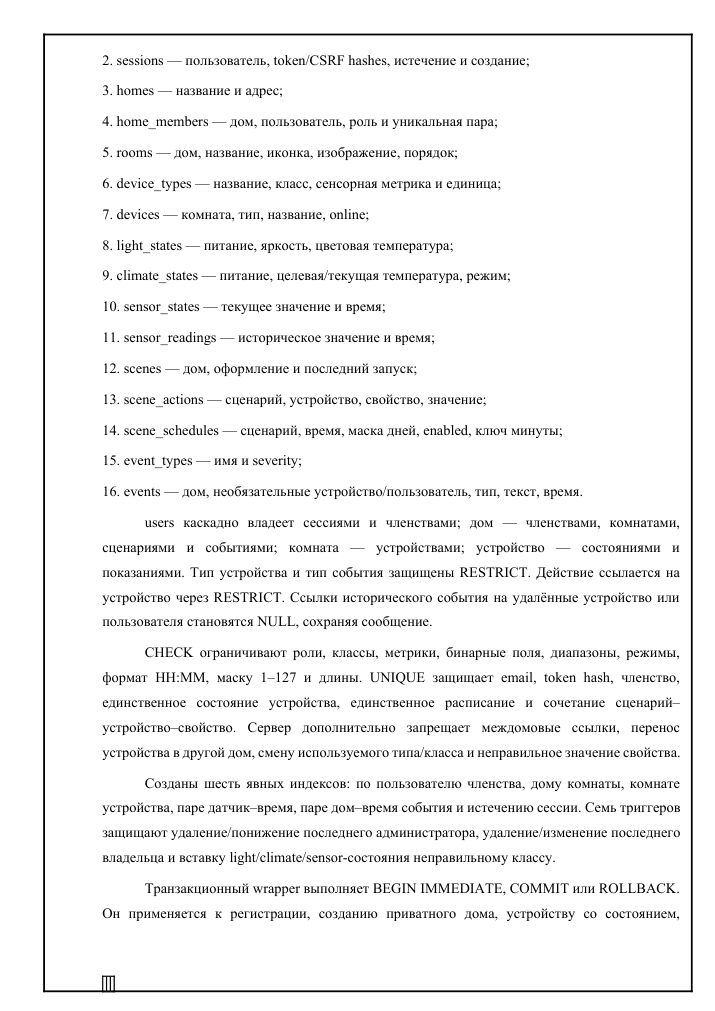 2. sessions — пользователь, token/CSRF hashes, истечение и создание;
3. homes — название и адрес;
4. home_members — дом, пользователь, роль и уникальная пара;
5. rooms — дом, название, иконка, изображение, порядок;
6. device_types — название, класс, сенсорная метрика и единица;
7. devices — комната, тип, название, online;
8. light_states — питание, яркость, цветовая температура;
9. climate_states — питание, целевая/текущая температура, режим;
10. sensor_states — текущее значение и время;
11. sensor_readings — историческое значение и время;
12. scenes — дом, оформление и последний запуск;
13. scene_actions — сценарий, устройство, свойство, значение;
14. scene_schedules — сценарий, время, маска дней, enabled, ключ минуты;
15. event_types — имя и severity;
16. events — дом, необязательные устройство/пользователь, тип, текст, время.
users каскадно владеет сессиями и членствами; дом — членствами, комнатами,
сценариями и событиями; комната — устройствами; устройство — состояниями и
показаниями. Тип устройства и тип события защищены RESTRICT. Действие ссылается на
устройство через RESTRICT. Ссылки исторического события на удалённые устройство или
пользователя становятся NULL, сохраняя сообщение.
CHECK ограничивают роли, классы, метрики, бинарные поля, диапазоны, режимы,
формат HH:MM, маску 1–127 и длины. UNIQUE защищает email, token hash, членство,
единственное состояние устройства, единственное расписание и сочетание сценарий–
устройство–свойство. Сервер дополнительно запрещает междомовые ссылки, перенос
устройства в другой дом, смену используемого типа/класса и неправильное значение свойства.
Созданы шесть явных индексов: по пользователю членства, дому комнаты, комнате
устройства, паре датчик–время, паре дом–время события и истечению сессии. Семь триггеров
защищают удаление/понижение последнего администратора, удаление/изменение последнего
владельца и вставку light/climate/sensor-состояния неправильному классу.
Транзакционный wrapper выполняет BEGIN IMMEDIATE, COMMIT или ROLLBACK.
Он применяется к регистрации, созданию приватного дома, устройству со состоянием,